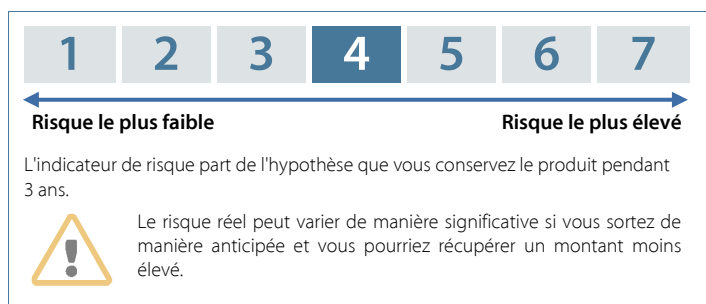 1 2 3 4 5 6 7
Risque le plus faible Risque le plus élevé
L'indicateur de risque part de l'hypothèse que vous conservez le produit pendant
3 ans.
Le risque réel peut varier de manière significative si vous sortez de
manière anticipée et vous pourriez récupérer un montant moins
élevé.